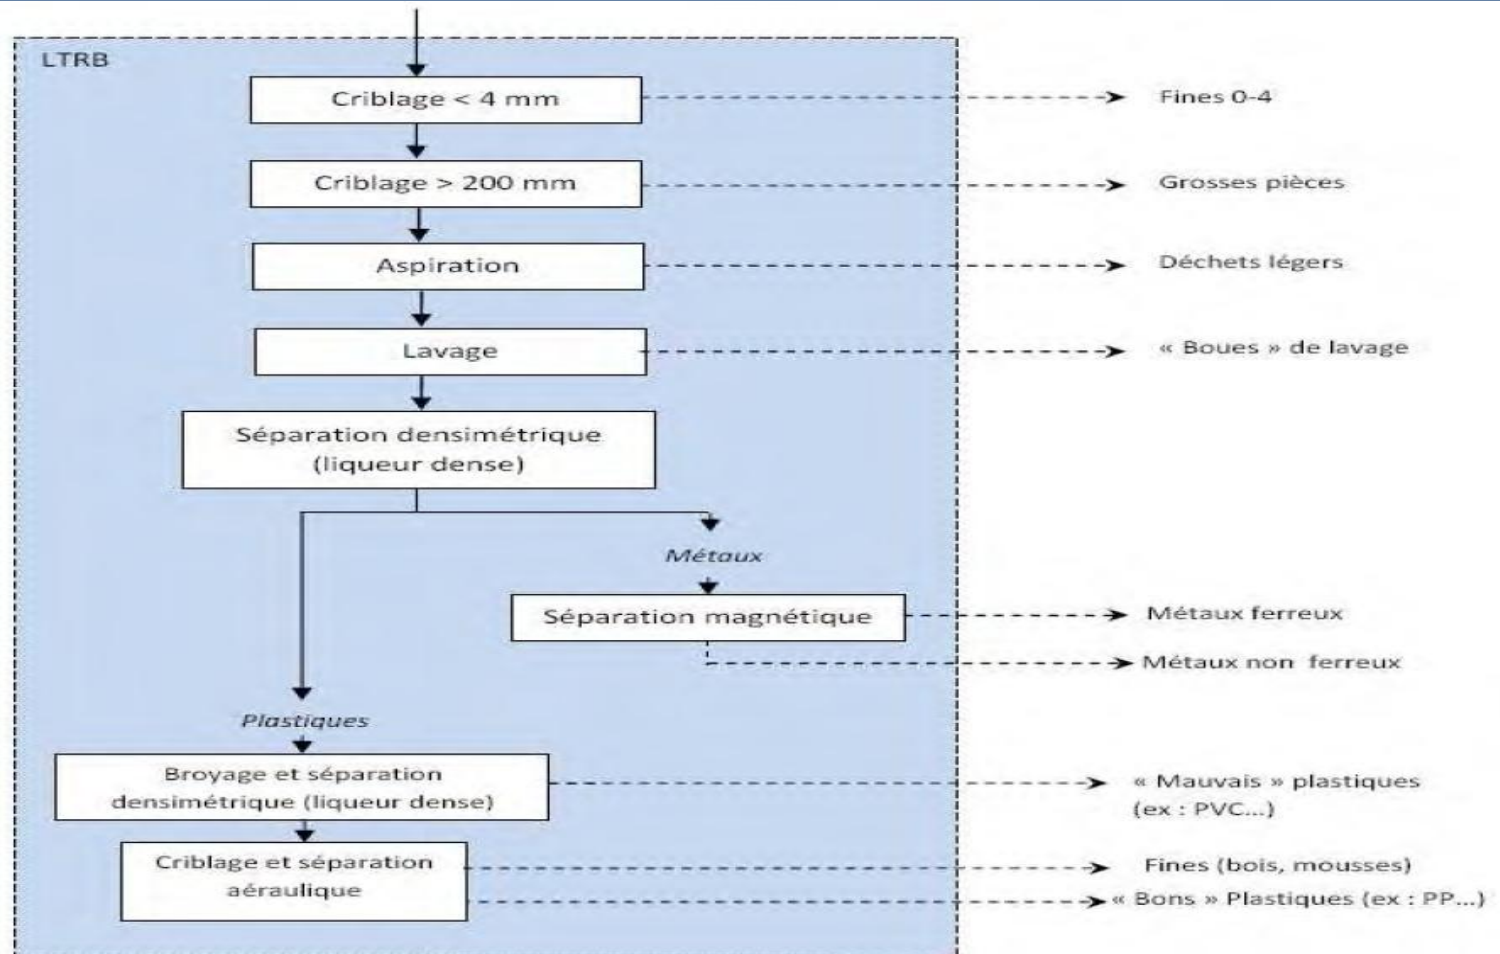 LTRB
Criblage < 4 mm
Fines 0-4
Criblage > 200 mm
Grosses pièces
Aspiration
Déchets légers
Lavage
« Boues » de lavage
Séparation densimétrique
(liqueur dense)
Métaux
Séparation magnétique
Métaux ferreux
Métaux non ferreux
Plastiques
Broyage et séparation
densimétrique (liqueur dense)
« Mauvais » plastiques
(ex : PVC...)
Criblage et séparation
aéraulique
Fines (bois, mousses)
« Bons » Plastiques (ex : PP...)